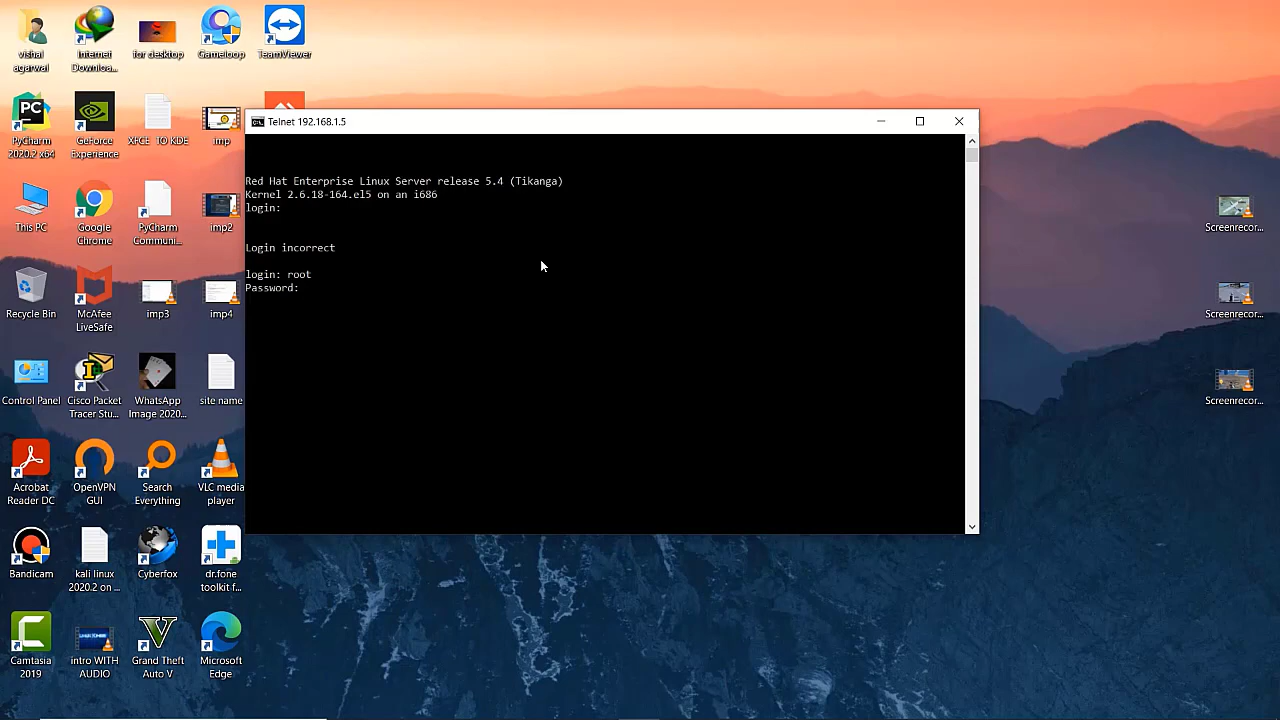 vishal
agarwal
Internet
Downloa...
for desktop
Gameloop
TeamViewer
PyCharm
2020.2 x64
GeForce
Experience
XFCE TO KDE
imp
This PC
Google
Chrome
PyCharm
Communi...
imp2
Recycle Bin
McAfee
LiveSafe
imp3
imp4
Control Panel
Cisco Packet
Tracer Stu...
WhatsApp
Image 2020...
site name
Acrobat
Reader DC
OpenVPN
GUI
Search
Everything
VLC media
player
Bandicam
kali linux
2020.2 on ...
Cyberfox
dr.fone
toolkit f...
Camtasia
2019
intro WITH
AUDIO
Grand Theft
Auto V
Microsoft
Edge
Telnet 192.168.1.5
Red Hat Enterprise Linux Server release 5.4 (Tikanga)
Kernel 2.6.18-164.el5 on an i686
login:
Login incorrect
login: root
Password:
Screenrecor...
Screenrecor...
Screenrecor...